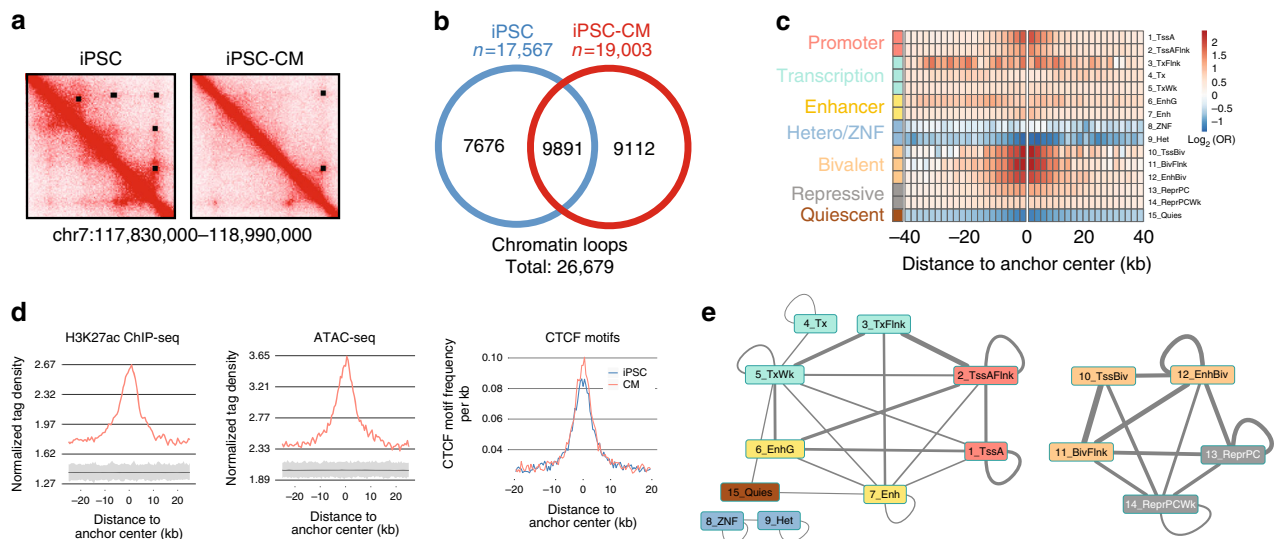 a
iPSC
iPSC-CM
chr7:117,830,000–118,990,000
b
iPSC
n=17,567
iPSC-CM
n=19,003
7676
9891
9112
Chromatin loops
Total: 26,679
c
Promoter
Transcription
Enhancer
Hetero/ZNF
Bivalent
Repressive
Quiescent
1_TssA
2_TssAFlnk
3_TxFlnk
4_Tx
5_TxWk
6_EnhG
7_Enh
8_ZNF
9_Het
10_TssBiv
11_BivFlnk
12_EnhBiv
13_ReprPC
14_ReprPCWk
15_Quies
2
1.5
0.5
0
−0.5
−1
Log2 (OR)
−40
−20
0
20
40
Distance to anchor center (kb)
d
H3K27ac ChIP-seq
Normalized tag density
2.67
2.32
1.97
1.62
1.27
−20
−10
0
10
20
Distance to
anchor center (kb)
ATAC-seq
Normalized tag density
3.65
3.21
2.77
2.33
1.89
−20
−10
0
10
20
Distance to
anchor center (kb)
CTCF motifs
CTCF motif frequency
per kb
0.10
0.08
0.06
0.04
iPSC
CM
−20
−10
0
10
20
Distance to
anchor center (kb)
e
4_Tx
3_TxFlnk
5_TxWk
2_TssAFlnk
6_EnhG
1_TssA
15_Quies
7_Enh
8_ZNF
9_Het
10_TssBiv
12_EnhBiv
11_BivFlnk
13_ReprPC
14_ReprPCWk